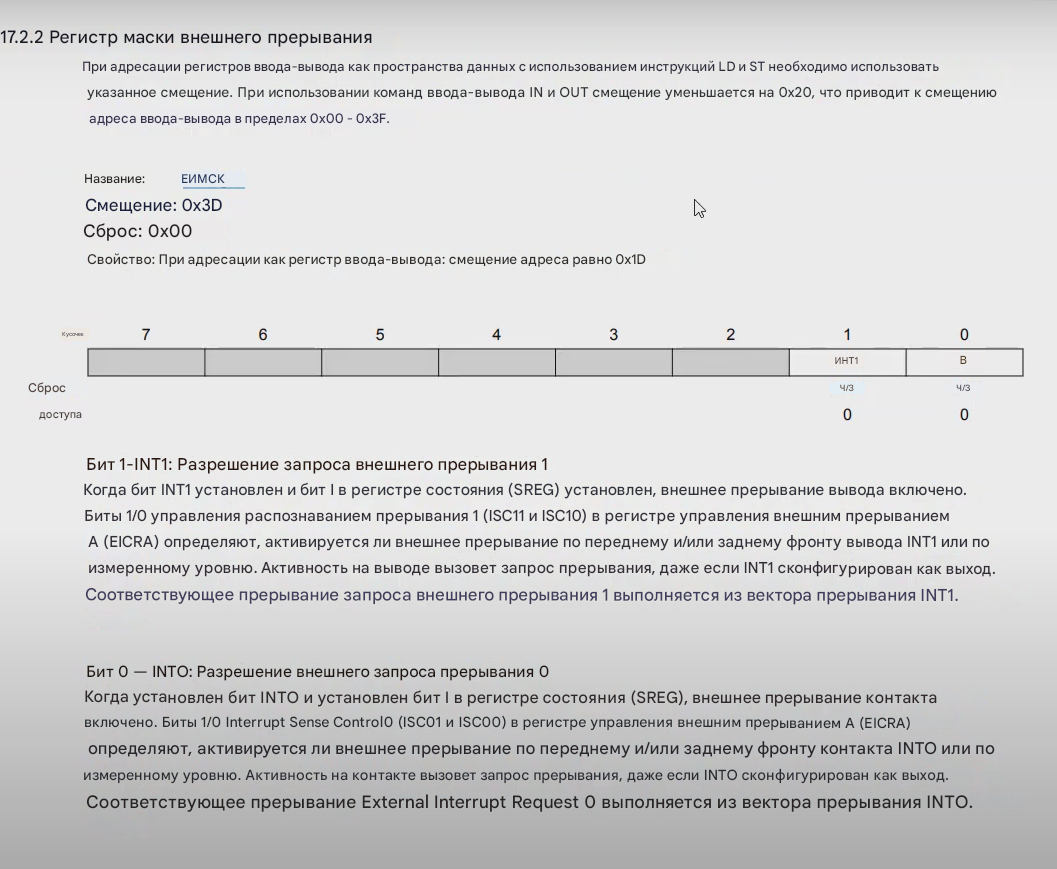 17.2.2 Регистр маски внешнего прерывания
При адресации регистров ввода-вывода как пространства данных с использованием инструкций LD и ST необходимо использовать
указанное смещение. При использовании команд ввода-вывода IN и OUT смещение уменьшается на 0x20, что приводит к смещению
адреса ввода-вывода в пределах 0x00 - 0x3F.
Название: ЕИМСК
Смещение: 0x3D
Сброс: 0x00
Свойство: При адресации как регистр ввода-вывода: смещение адреса равно 0x1D
Кусочек 7 6 5 4 3 2 1 0
ИНТ1 В
Сброс Ч/З Ч/З
доступа 0 0
Бит 1-INT1: Разрешение запроса внешнего прерывания 1
Когда бит INT1 установлен и бит I в регистре состояния (SREG) установлен, внешнее прерывание вывода включено.
Биты 1/0 управления распознаванием прерывания 1 (ISC11 и ISC10) в регистре управления внешним прерыванием
A (EICRA) определяют, активируется ли внешнее прерывание по переднему и/или заднему фронту вывода INT1 или по
измеренному уровню. Активность на выводе вызовет запрос прерывания, даже если INT1 сконфигурирован как выход.
Соответствующее прерывание запроса внешнего прерывания 1 выполняется из вектора прерывания INT1.
Бит 0 — INTO: Разрешение внешнего запроса прерывания 0
Когда установлен бит INTO и установлен бит I в регистре состояния (SREG), внешнее прерывание контакта
включено. Биты 1/0 Interrupt Sense Control0 (ISC01 и ISC00) в регистре управления внешним прерыванием A (EICRA)
определяют, активируется ли внешнее прерывание по переднему и/или заднему фронту контакта INTO или по
измеренному уровню. Активность на контакте вызовет запрос прерывания, даже если INTO сконфигурирован как выход.
Соответствующее прерывание External Interrupt Request 0 выполняется из вектора прерывания INTO.